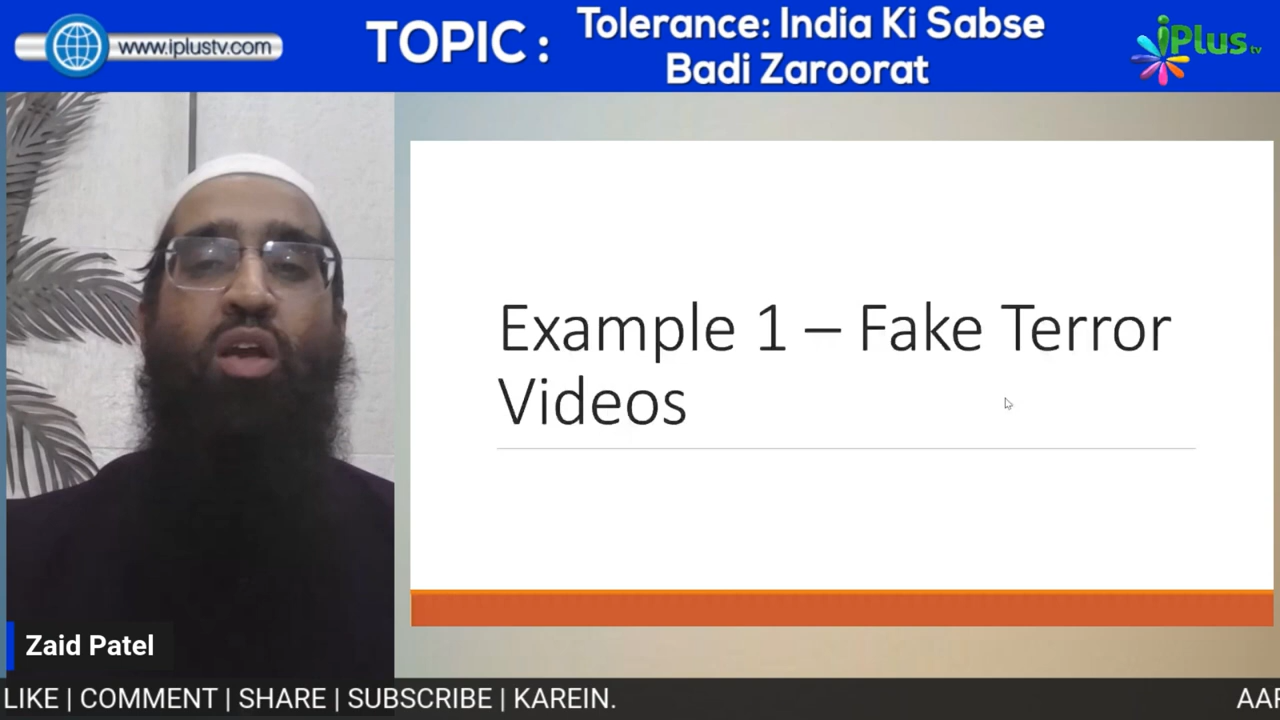 www.iplustv.com
TOPIC :
Tolerance: India Ki Sabse
Badi Zaroorat
iPlus tv
Example 1 – Fake Terror
Videos
Zaid Patel
LIKE | COMMENT | SHARE | SUBSCRIBE | KAREIN.